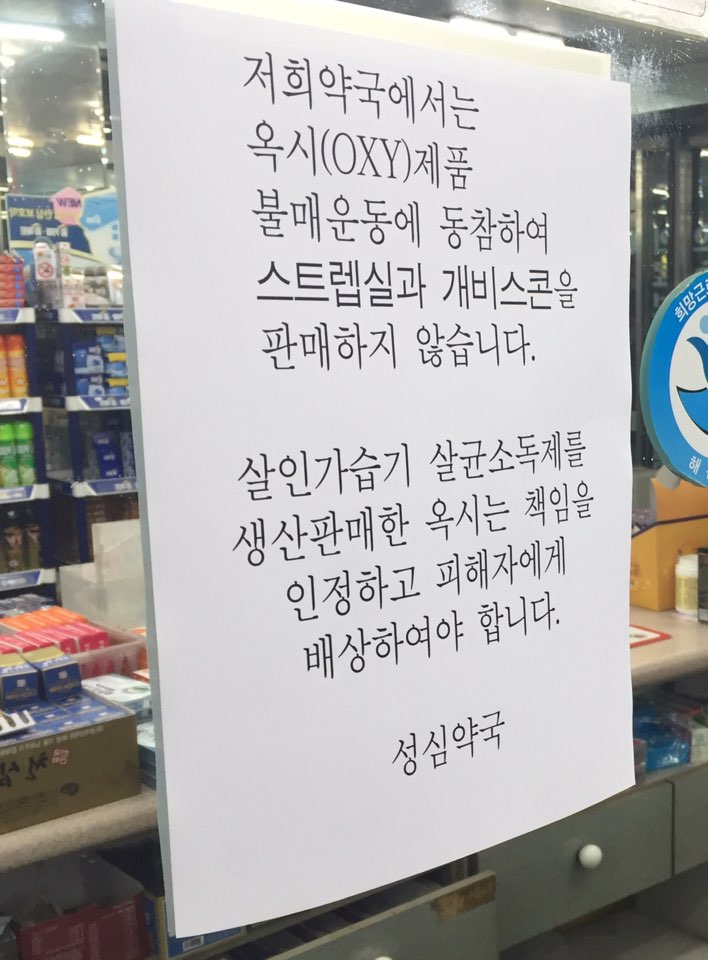 저희약국에서는
옥시(OXY)제품
불매운동에 동참하여
스트렙실과 개비스콘을
판매하지 않습니다.
살인가습기 살균소독제를
생산판매한 옥시는 책임을
인정하고 피해자에게
배상하여야 합니다.
성심약국
NEW